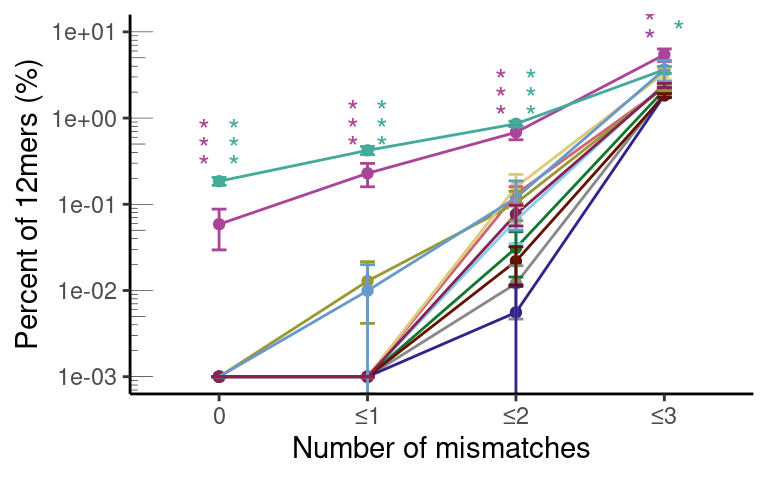 Percent of 12mers (%)
1e+01
1e+00
1e-01
1e-02
1e-03
* *
* * *
* * *
* * *
* * *
* * *
* * *
* * *
0 ≤1 ≤2 ≤3
Number of mismatches